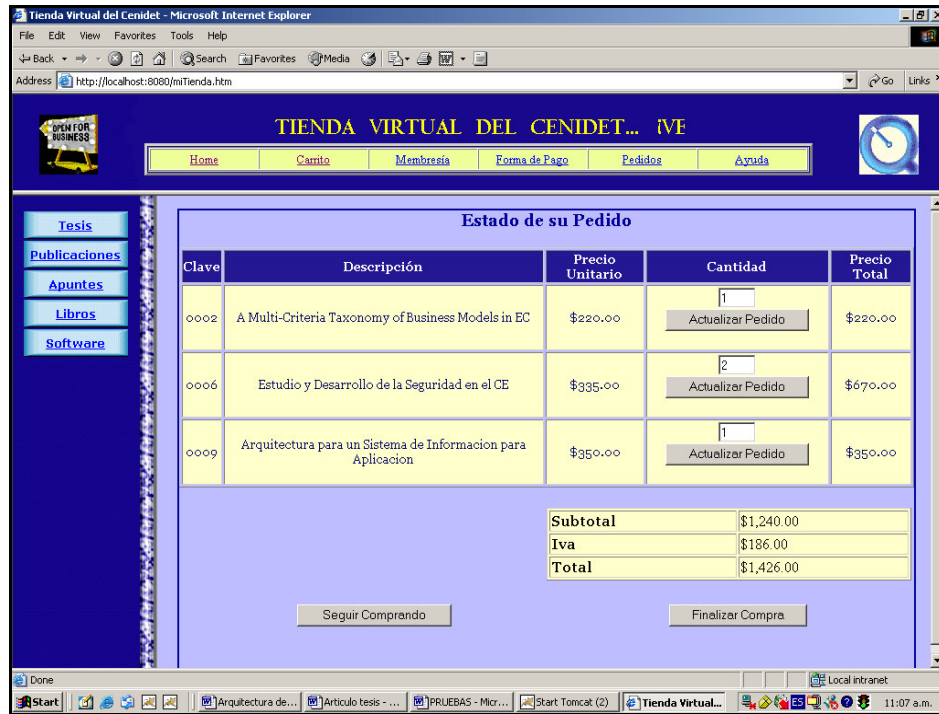 Tienda Virtual del Cenidet - Microsoft Internet Explorer
File Edit View Favorites Tools Help
Back Search Favorites Media
Address http://localhost:8080/miTienda.htm Go Links
OPEN FOR
BUSINESS
TIENDA VIRTUAL DEL CENIDET... ¡VE
Home Carrito Membresía Forma de Pago Pedidos Ayuda
Tesis
Publicaciones
Apuntes
Libros
Software
Estado de su Pedido
Clave Descripción Precio Unitario Cantidad Precio Total
0002 A Multi-Criteria Taxonomy of Business Models in EC $220.00 1 Actualizar Pedido $220.00
0006 Estudio y Desarrollo de la Seguridad en el CE $335.00 2 Actualizar Pedido $670.00
0009 Arquitectura para un Sistema de Informacion para Aplicacion $350.00 1 Actualizar Pedido $350.00
Subtotal $1,240.00
Iva $186.00
Total $1,426.00
Seguir Comprando Finalizar Compra
Done Local intranet
Start Arquitectura de... Articulo tesis - ... PRUEBAS - Micr... Start Tomcat (2) Tienda Virtual... ES 11:07 a.m.